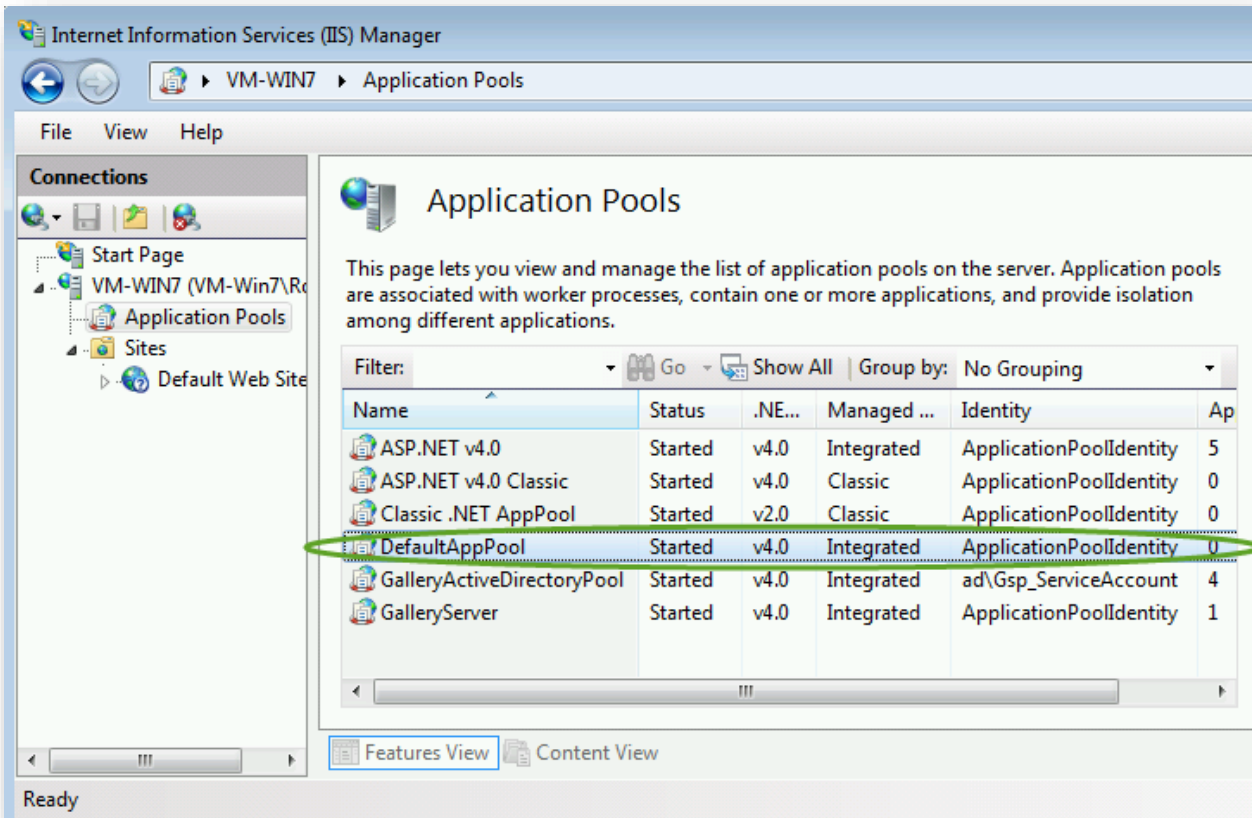 Internet Information Services (IIS) Manager
VM-WIN7 Application Pools
File View Help
Connections
Start Page
VM-WIN7 (VM-Win7\Ro
Application Pools
Sites
Default Web Site
Application Pools
This page lets you view and manage the list of application pools on the server. Application pools
are associated with worker processes, contain one or more applications, and provide isolation
among different applications.
Filter: Go Show All Group by: No Grouping
Name Status .NE... Managed ... Identity Ap
ASP.NET v4.0 Started v4.0 Integrated ApplicationPoolIdentity 5
ASP.NET v4.0 Classic Started v4.0 Classic ApplicationPoolIdentity 0
Classic .NET AppPool Started v2.0 Classic ApplicationPoolIdentity 0
DefaultAppPool Started v4.0 Integrated ApplicationPoolIdentity 0
GalleryActiveDirectoryPool Started v4.0 Integrated ad\Gsp_ServiceAccount 4
GalleryServer Started v4.0 Integrated ApplicationPoolIdentity 1
Features View Content View
Ready